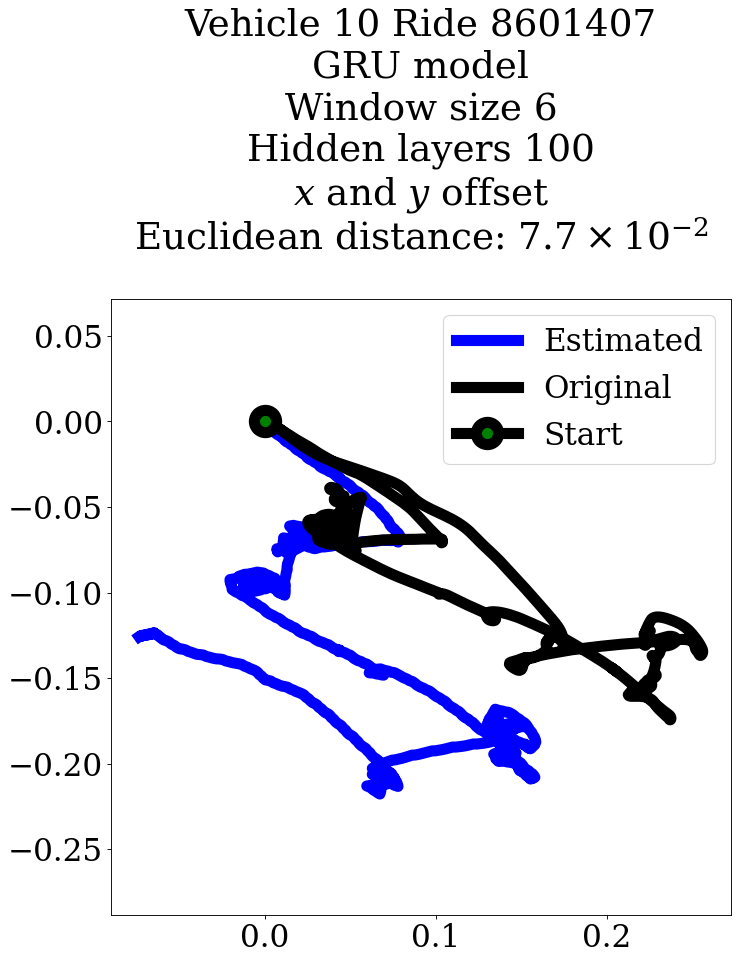 Vehicle 10 Ride 8601407
GRU model
Window size 6
Hidden layers 100
x and y offset
Euclidean distance: 7.7 × 10⁻²
Estimated
Original
Start
0.05
0.00
−0.05
−0.10
−0.15
−0.20
−0.25
0.0 0.1 0.2